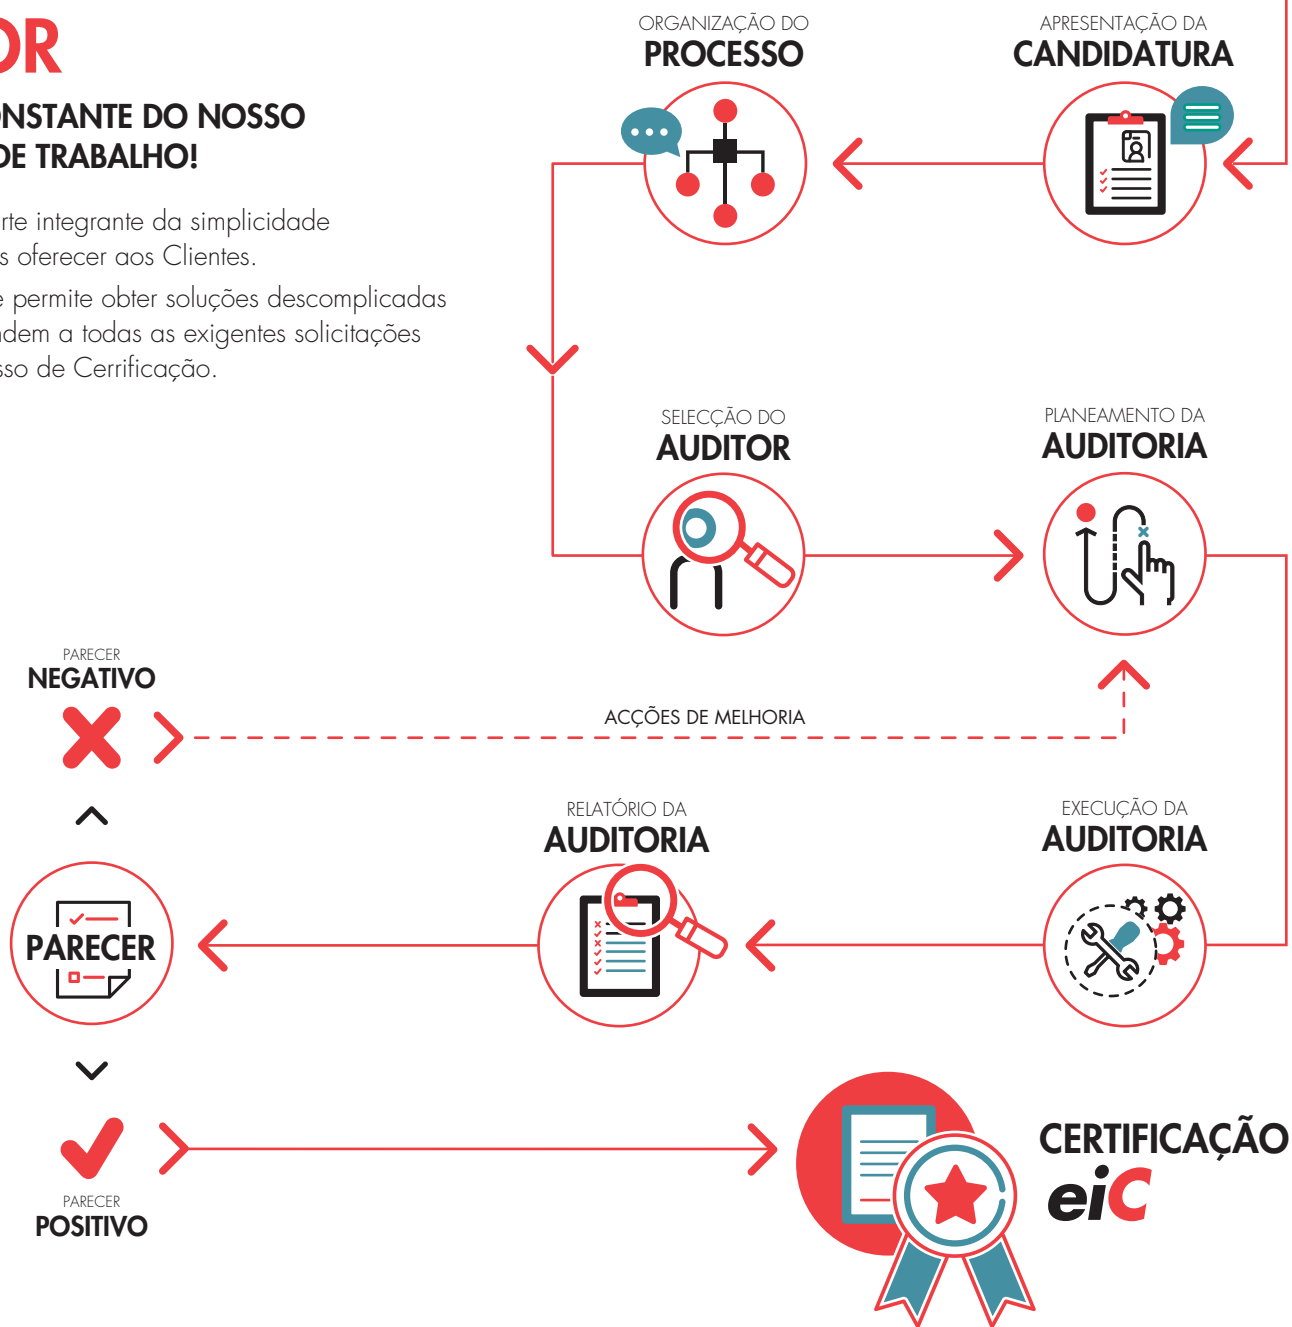 OR
ONSTANTE DO NOSSO
DE TRABALHO!
rte integrante da simplicidade
s oferecer aos Clientes.
e permite obter soluções descomplicadas
ndem a todas as exigentes solicitações
sso de Cerrificação.
ORGANIZAÇÃO DO
PROCESSO
APRESENTAÇÃO DA
CANDIDATURA
SELECÇÃO DO
AUDITOR
PLANEAMENTO DA
AUDITORIA
PARECER
NEGATIVO
ACÇÕES DE MELHORIA
RELATÓRIO DA
AUDITORIA
EXECUÇÃO DA
AUDITORIA
PARECER
PARECER
POSITIVO
CERTIFICAÇÃO
eiC